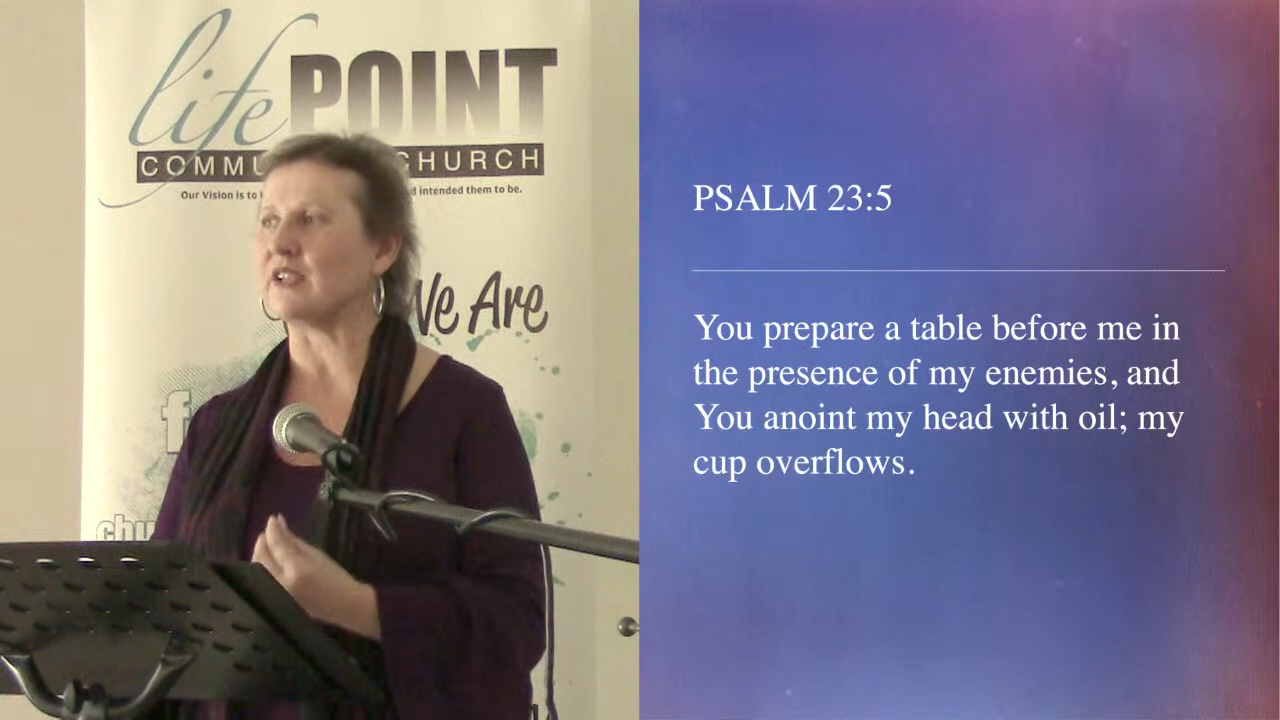 life POINT
COMMU CHURCH
Our Vision is to d intended them to be.
We Are
f
chu
PSALM 23:5
You prepare a table before me in
the presence of my enemies, and
You anoint my head with oil; my
cup overflows.